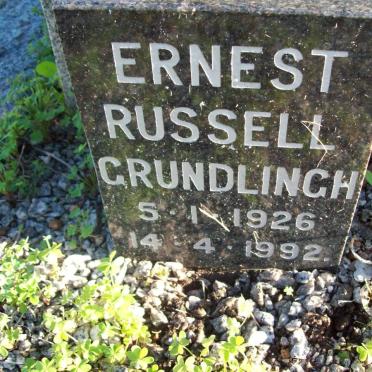 ERNEST
RUSSELL
GRUNDLINGH
5·1·1926
14·4·1992